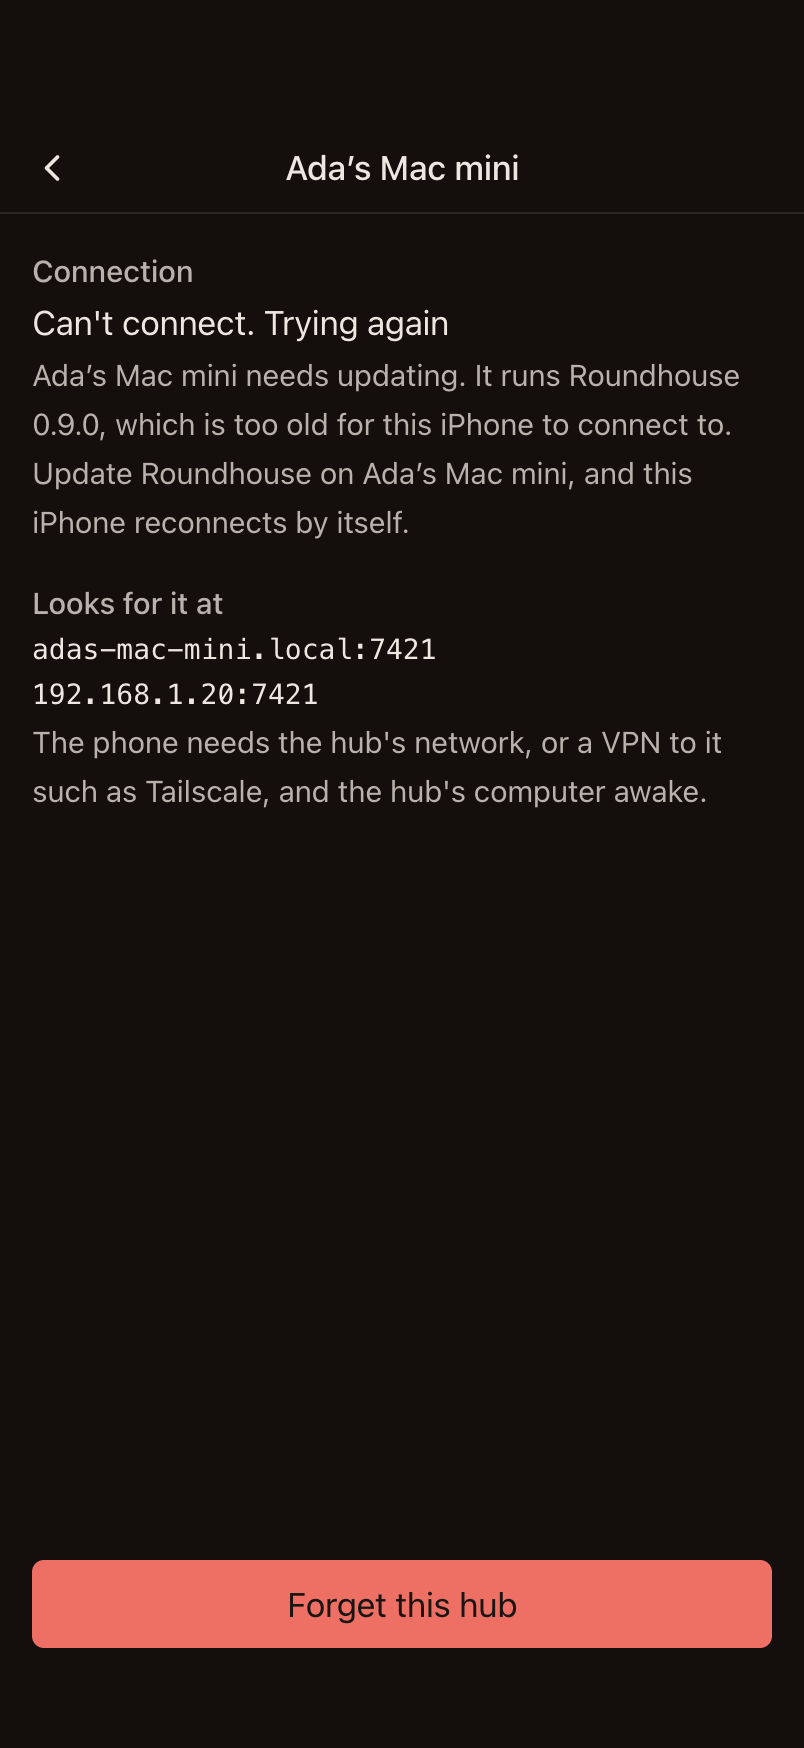 Ada’s Mac mini
Connection
Can't connect. Trying again
Ada’s Mac mini needs updating. It runs Roundhouse
0.9.0, which is too old for this iPhone to connect to.
Update Roundhouse on Ada’s Mac mini, and this
iPhone reconnects by itself.
Looks for it at
adas-mac-mini.local:7421
192.168.1.20:7421
The phone needs the hub's network, or a VPN to it
such as Tailscale, and the hub's computer awake.
Forget this hub